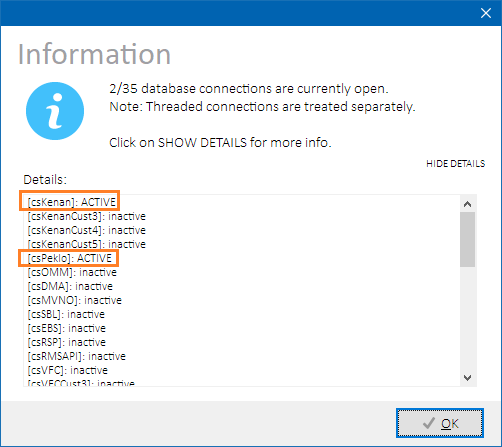 Information
2/35 database connections are currently open.
Note: Threaded connections are treated separately.
Click on SHOW DETAILS for more info.
HIDE DETAILS
Details:
[csKenan]: ACTIVE
[csKenanCust3]: inactive
[csKenanCust4]: inactive
[csKenanCust5]: inactive
[csPeklo]: ACTIVE
[csOMM]: inactive
[csDMA]: inactive
[csMVNO]: inactive
[csSBL]: inactive
[csEBS]: inactive
[csRSP]: inactive
[csRMSAPI]: inactive
[csVFC]: inactive
[csVFCCust3]: inactive
OK